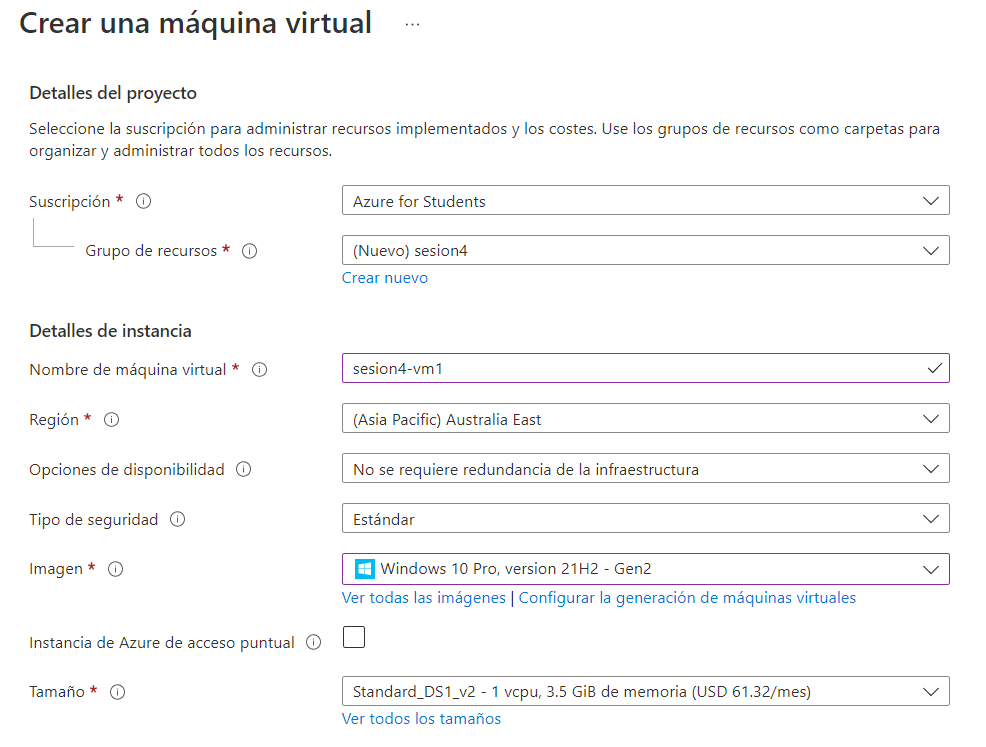 Crear una máquina virtual ...
Detalles del proyecto
Seleccione la suscripción para administrar recursos implementados y los costes. Use los grupos de recursos como carpetas para
organizar y administrar todos los recursos.
Suscripción * Azure for Students
Grupo de recursos * (Nuevo) sesion4
Crear nuevo
Detalles de instancia
Nombre de máquina virtual * sesion4-vm1
Región * (Asia Pacific) Australia East
Opciones de disponibilidad No se requiere redundancia de la infraestructura
Tipo de seguridad Estándar
Imagen * Windows 10 Pro, version 21H2 - Gen2
Ver todas las imágenes | Configurar la generación de máquinas virtuales
Instancia de Azure de acceso puntual
Tamaño * Standard_DS1_v2 - 1 vcpu, 3.5 GiB de memoria (USD 61.32/mes)
Ver todos los tamaños